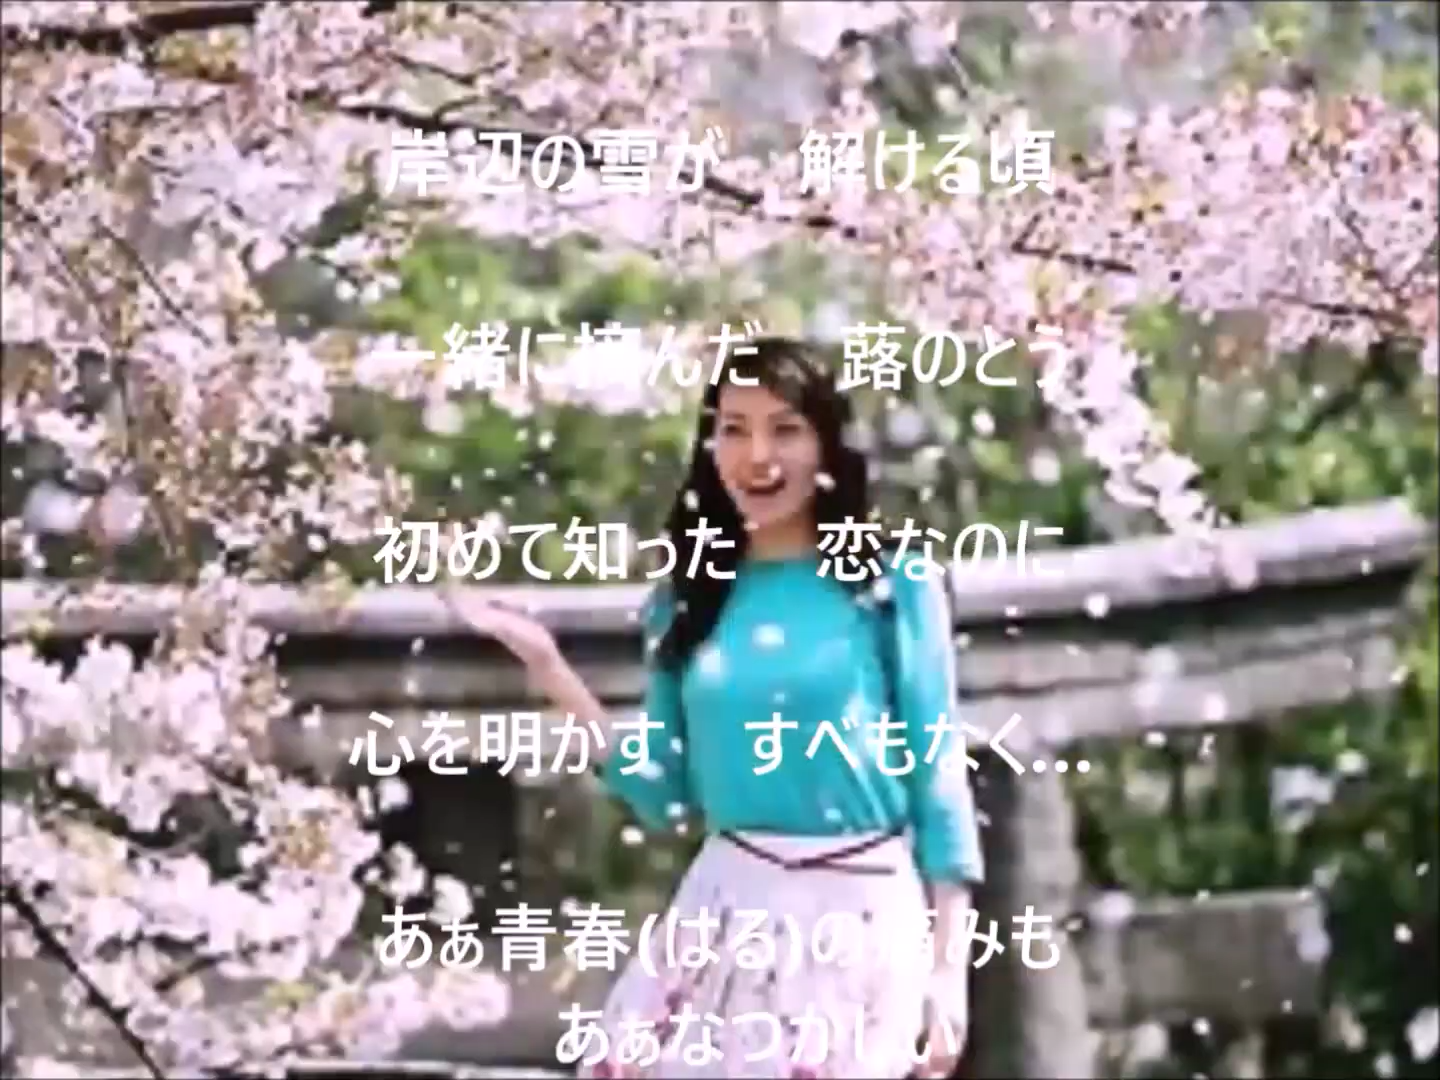 岸辺の雪が　解ける頃
一緒に摘んだ　蕗のとう
初めて知った　恋なのに
心を明かす　すべもなく...
あぁ青春(はる)の痛みも
あぁなつかしい